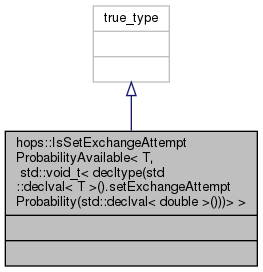 true_type
hops::IsSetExchangeAttempt
ProbabilityAvailable< T,
std::void_t< decltype(std
::declval< T >().setExchangeAttempt
Probability(std::declval< double >()))> >